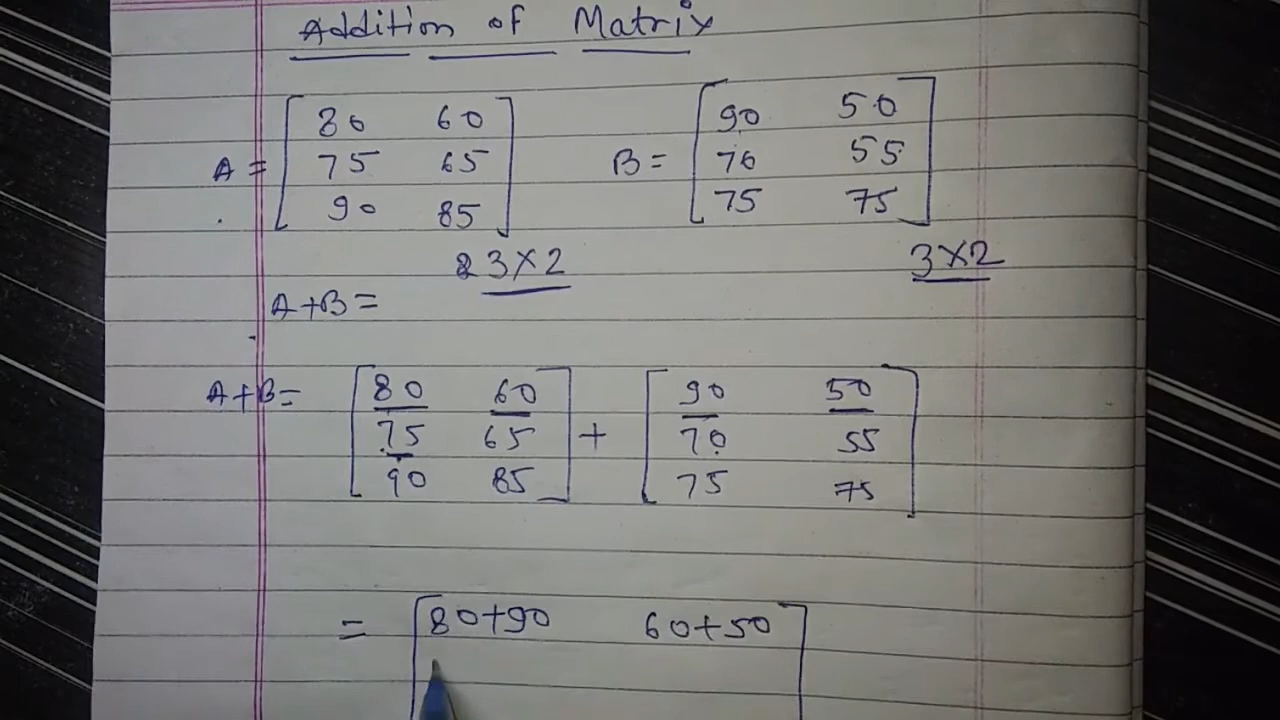 Addition of Matrix
80 60
90 50
A = 75 65
B = 70 55
90 85
75 75
3×2
3×2
A+B=
A+B= 80 60 90 50
75 65 + 70 55
90 85 75 75
= 80+90 60+50